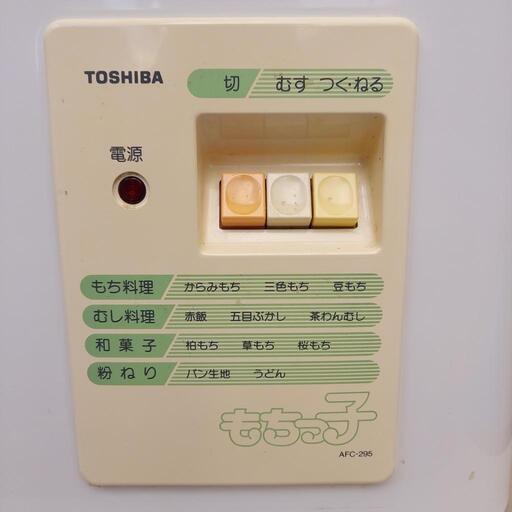 TOSHIBA
切 むす つく・ねる
電源
もち料理 からみもち 三色もち 豆もち
むし料理 赤飯 五目ぶかし 茶わんむし
和菓子 柏もち 草もち 桜もち
粉ねり パン生地 うどん
もちっ子
AFC-295